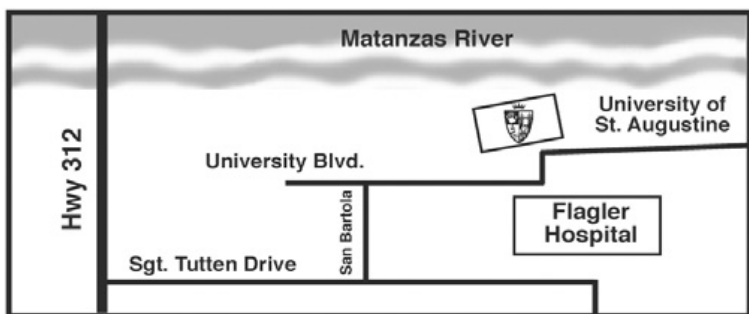 Matanzas River
University of
St. Augustine
Hwy 312
University Blvd.
San Bartola
Flagler
Hospital
Sgt. Tutten Drive